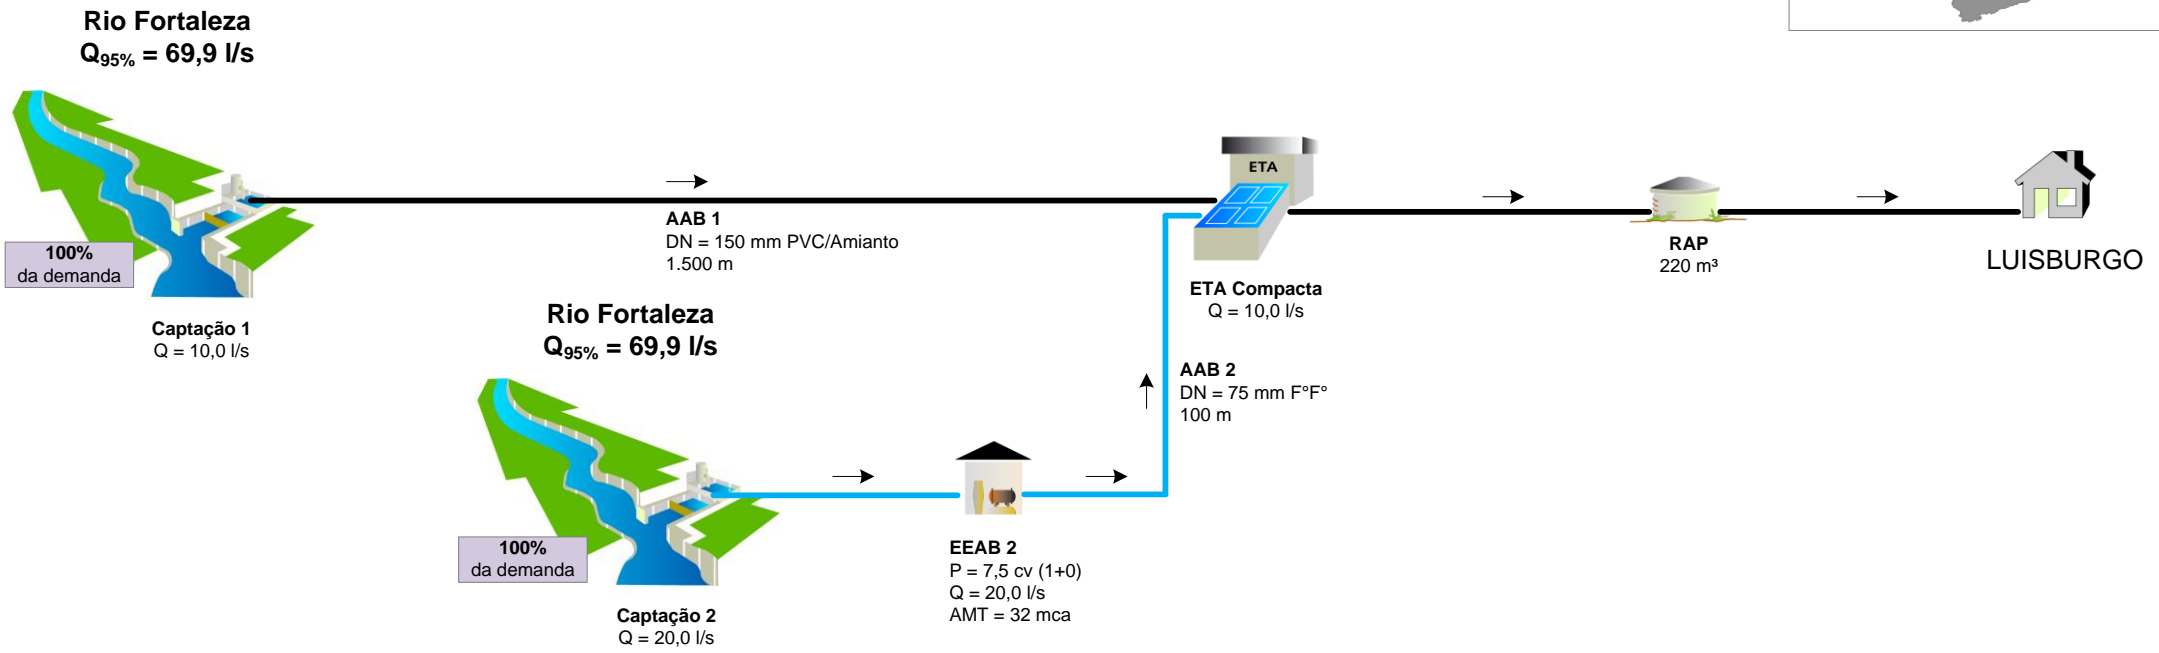 Rio Fortaleza
Q95% = 69,9 l/s
100%
da demanda
Captação 1
Q = 10,0 l/s
AAB 1
DN = 150 mm PVC/Amianto
1.500 m
ETA
ETA Compacta
Q = 10,0 l/s
RAP
220 m³
LUISBURGO
Rio Fortaleza
Q95% = 69,9 l/s
100%
da demanda
Captação 2
Q = 20,0 l/s
EEAB 2
P = 7,5 cv (1+0)
Q = 20,0 l/s
AMT = 32 mca
AAB 2
DN = 75 mm F°F°
100 m